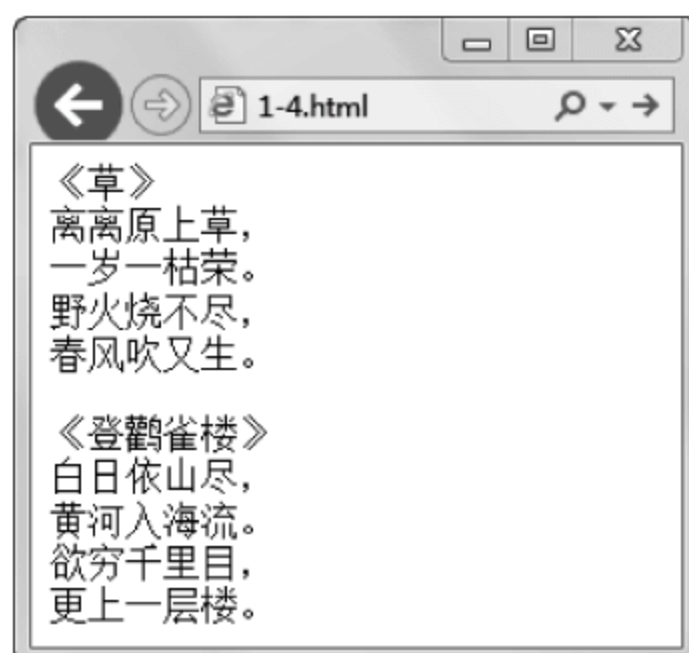 1-4.html
《草》
离离原上草，
一岁一枯荣。
野火烧不尽，
春风吹又生。
《登鹳雀楼》
白日依山尽，
黄河入海流。
欲穷千里目，
更上一层楼。